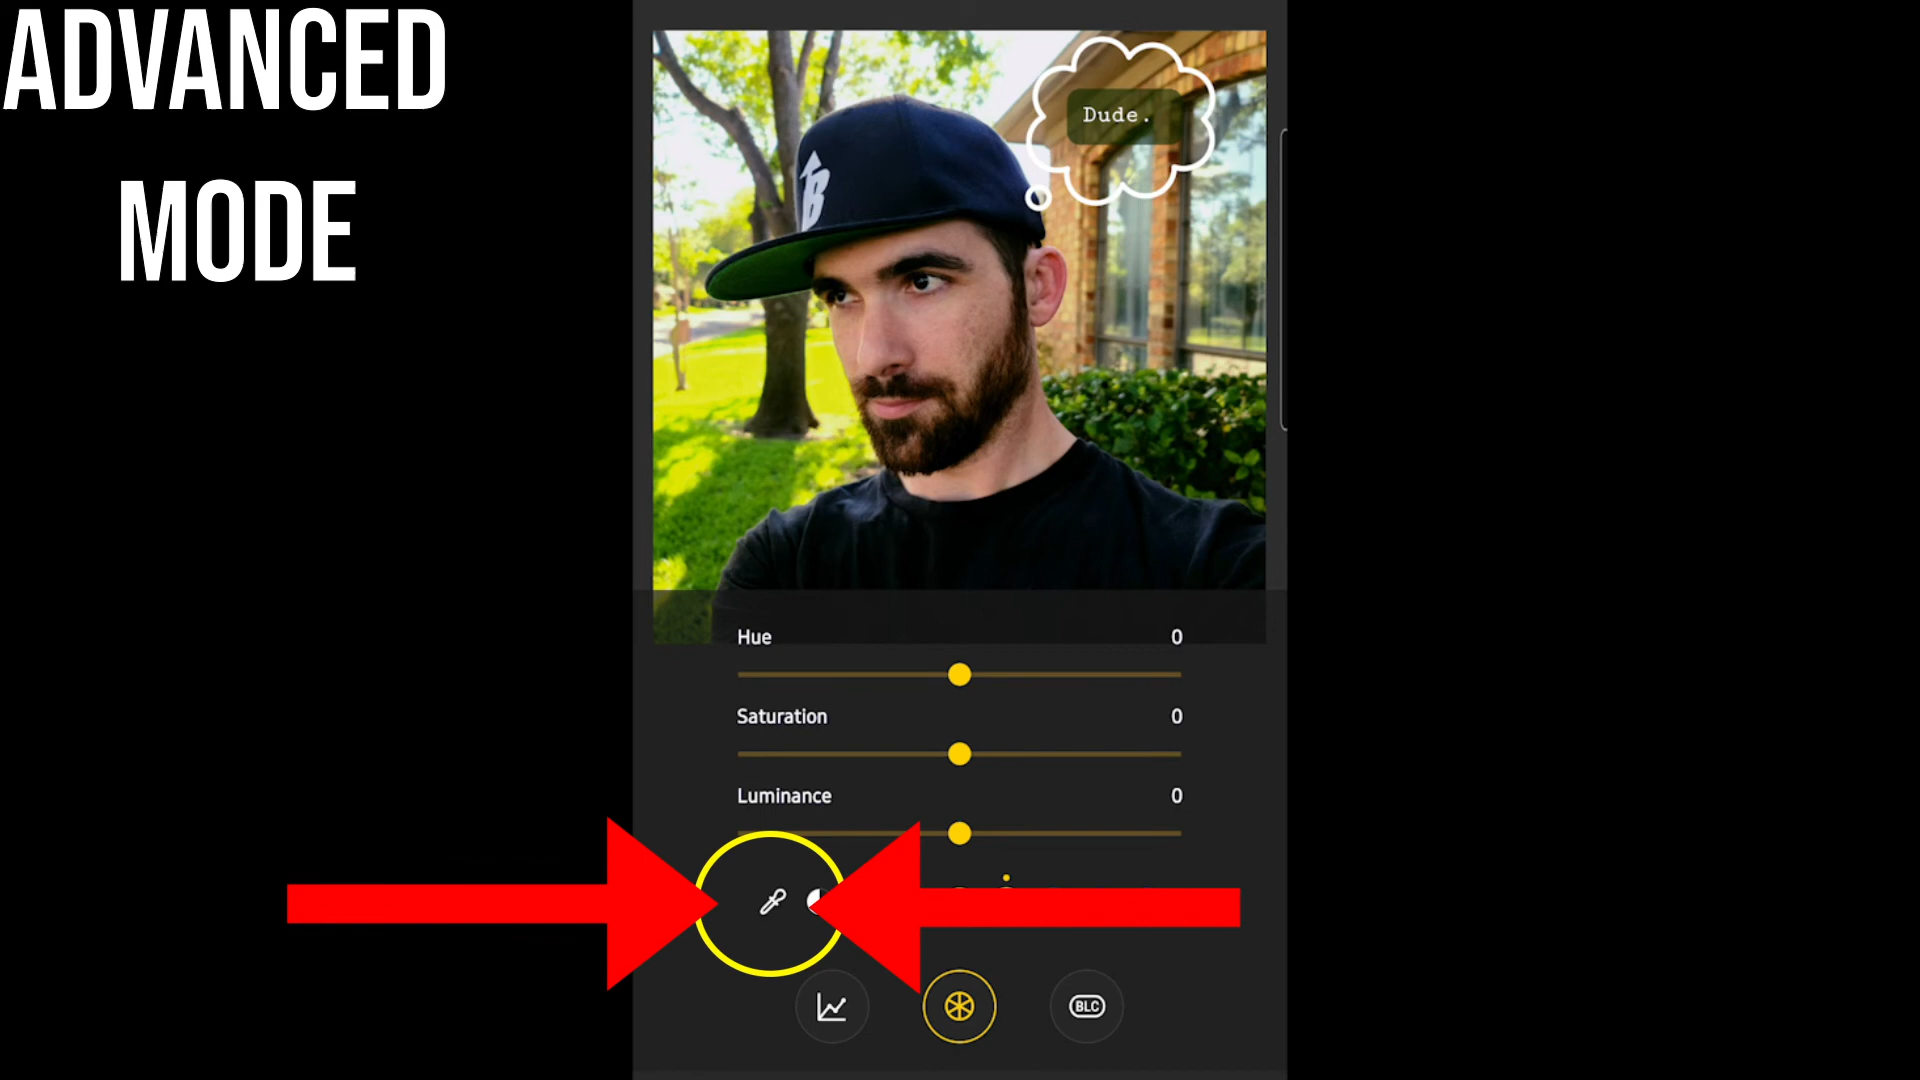 ADVANCED
MODE
B
Dude.
Hue 0
Saturation 0
Luminance 0
BLC